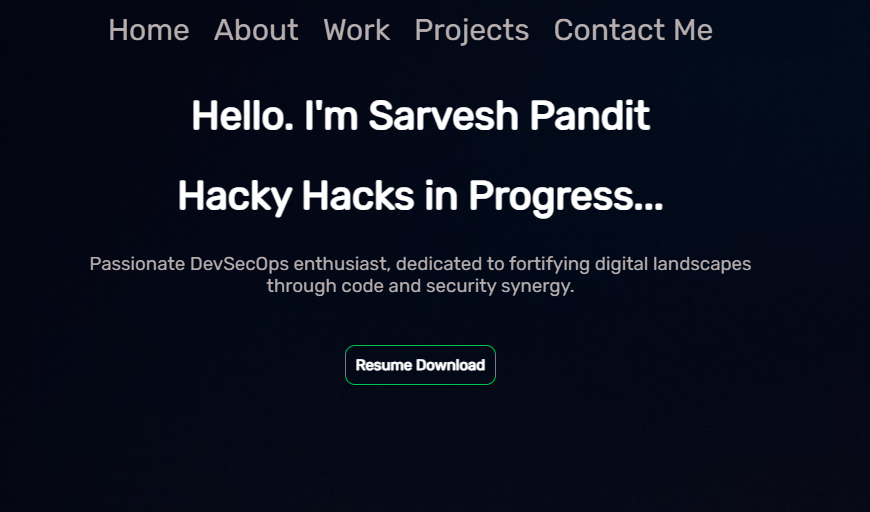 Home About Work Projects Contact Me
Hello. I'm Sarvesh Pandit
Hacky Hacks in Progress...
Passionate DevSecOps enthusiast, dedicated to fortifying digital landscapes
through code and security synergy.
Resume Download